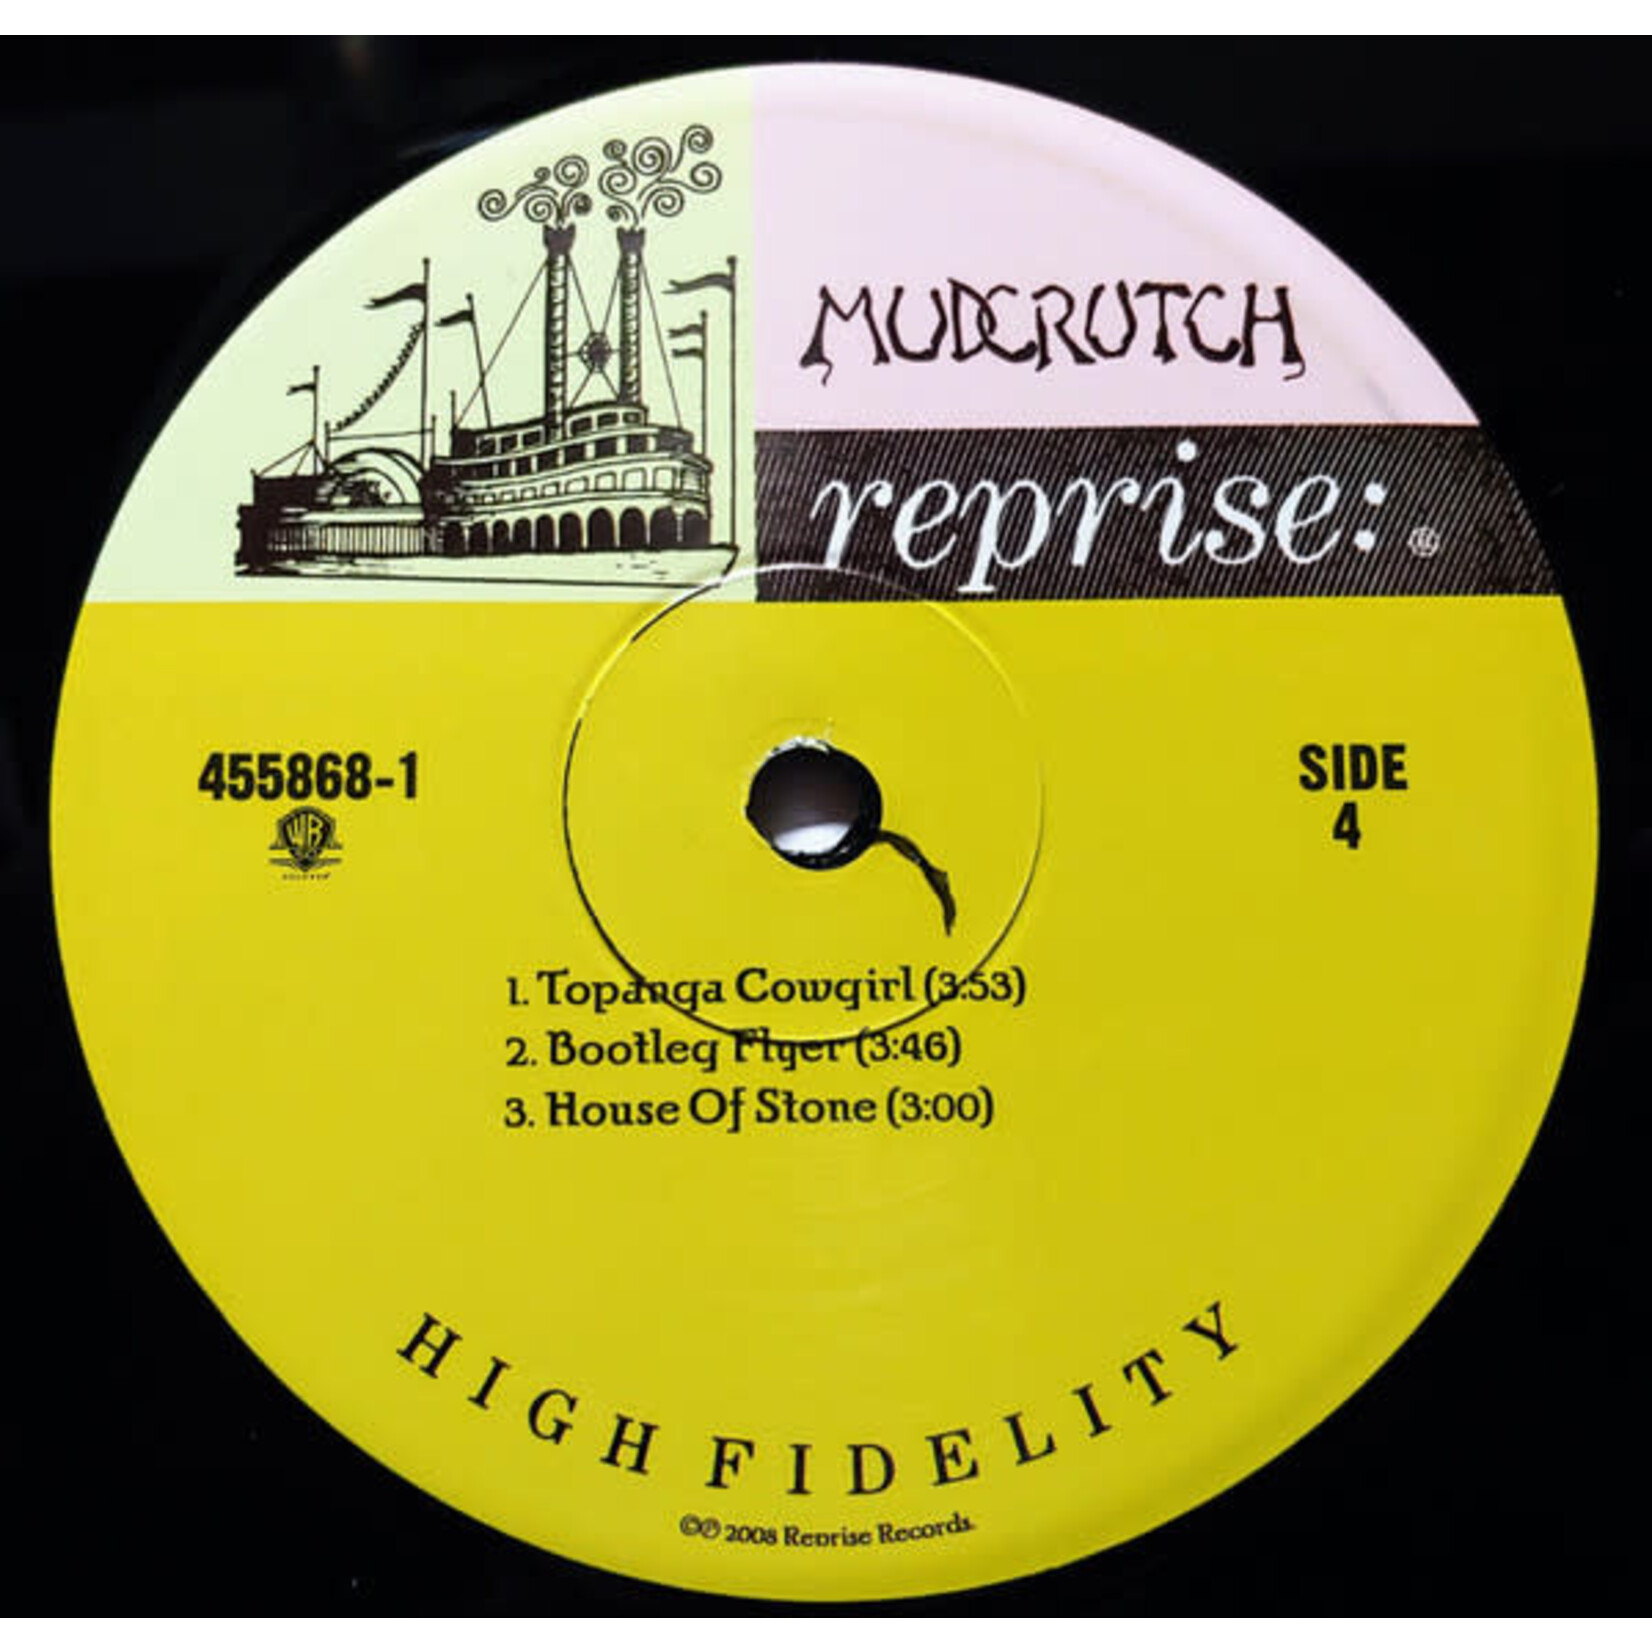 MUDCRUTCH
reprise:
455868-1
SIDE
4
1. Topanga Cowgirl (3:53)
2. Bootleg Flyer (3:46)
3. House Of Stone (3:00)
HIGH FIDELITY
©℗ 2008 Reprise Records.